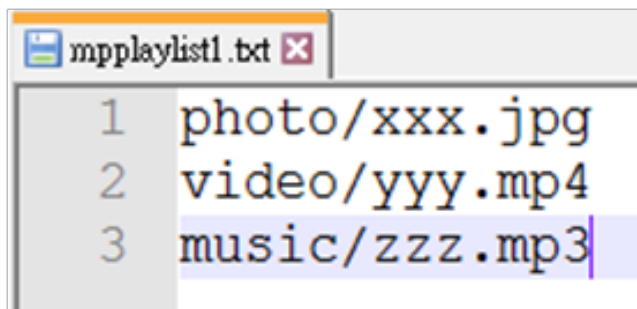 mpplaylist1.txt
1 photo/xxx.jpg
2 video/yyy.mp4
3 music/zzz.mp3